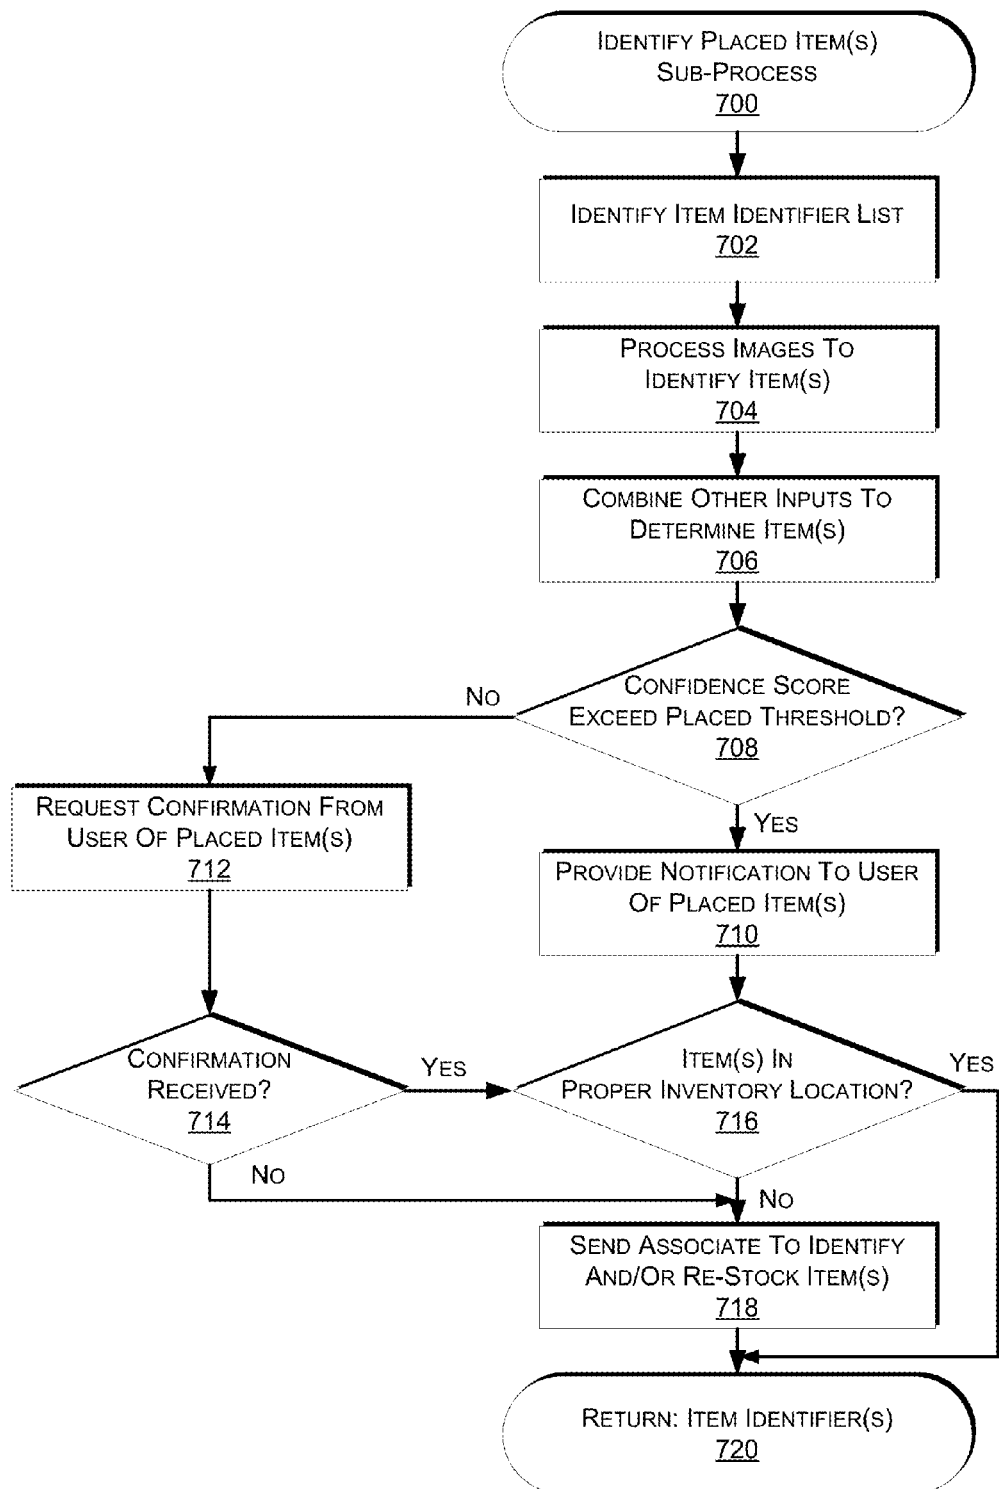 IDENTIFY PLACED ITEM(S)
SUB-PROCESS
700
IDENTIFY ITEM IDENTIFIER LIST
702
PROCESS IMAGES TO
IDENTIFY ITEM(S)
704
COMBINE OTHER INPUTS TO
DETERMINE ITEM(S)
706
CONFIDENCE SCORE
EXCEED PLACED THRESHOLD?
708
NO
YES
REQUEST CONFIRMATION FROM
USER OF PLACED ITEM(S)
712
PROVIDE NOTIFICATION TO USER
OF PLACED ITEM(S)
710
CONFIRMATION
RECEIVED?
714
YES
NO
ITEM(S) IN
PROPER INVENTORY LOCATION?
716
YES
NO
SEND ASSOCIATE TO IDENTIFY
AND/OR RE-STOCK ITEM(S)
718
RETURN: ITEM IDENTIFIER(S)
720